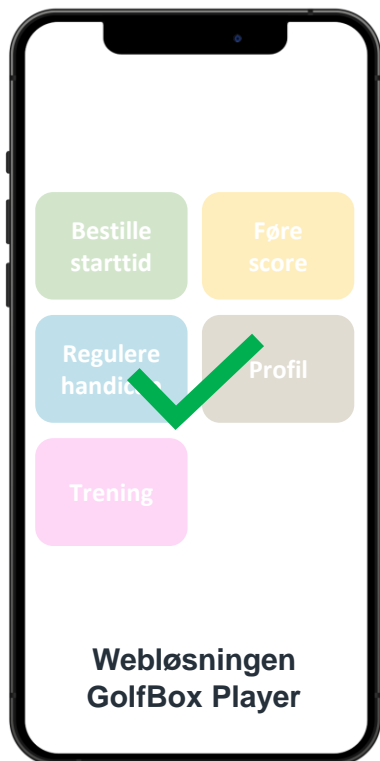 Bestille
starttid
Føre
score
Regulere
handicap
Profil
Trening
Webløsningen
GolfBox Player